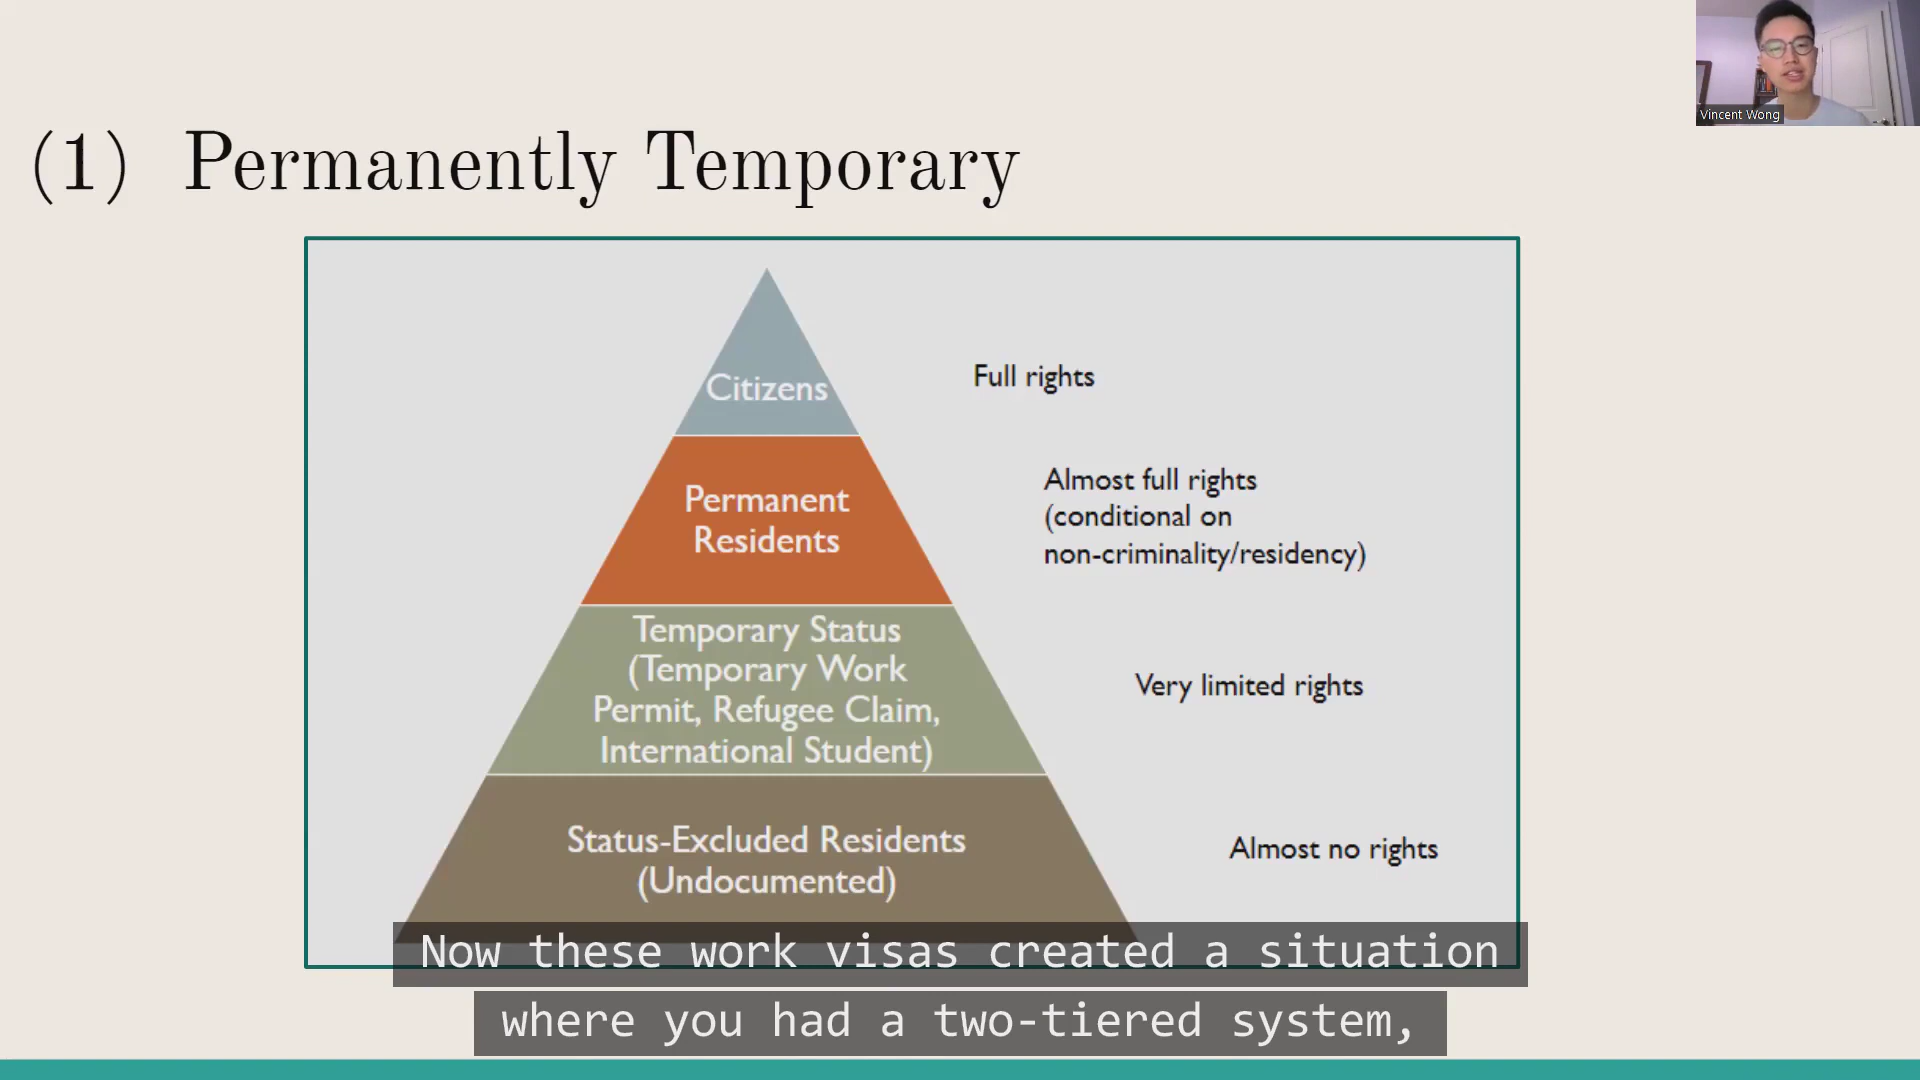 Vincent Wong
(1) Permanently Temporary
Citizens
Full rights
Permanent
Residents
Almost full rights
(conditional on
non-criminality/residency)
Temporary Status
(Temporary Work
Permit, Refugee Claim,
International Student)
Very limited rights
Status-Excluded Residents
(Undocumented)
Almost no rights
Now these work visas created a situation
where you had a two-tiered system,